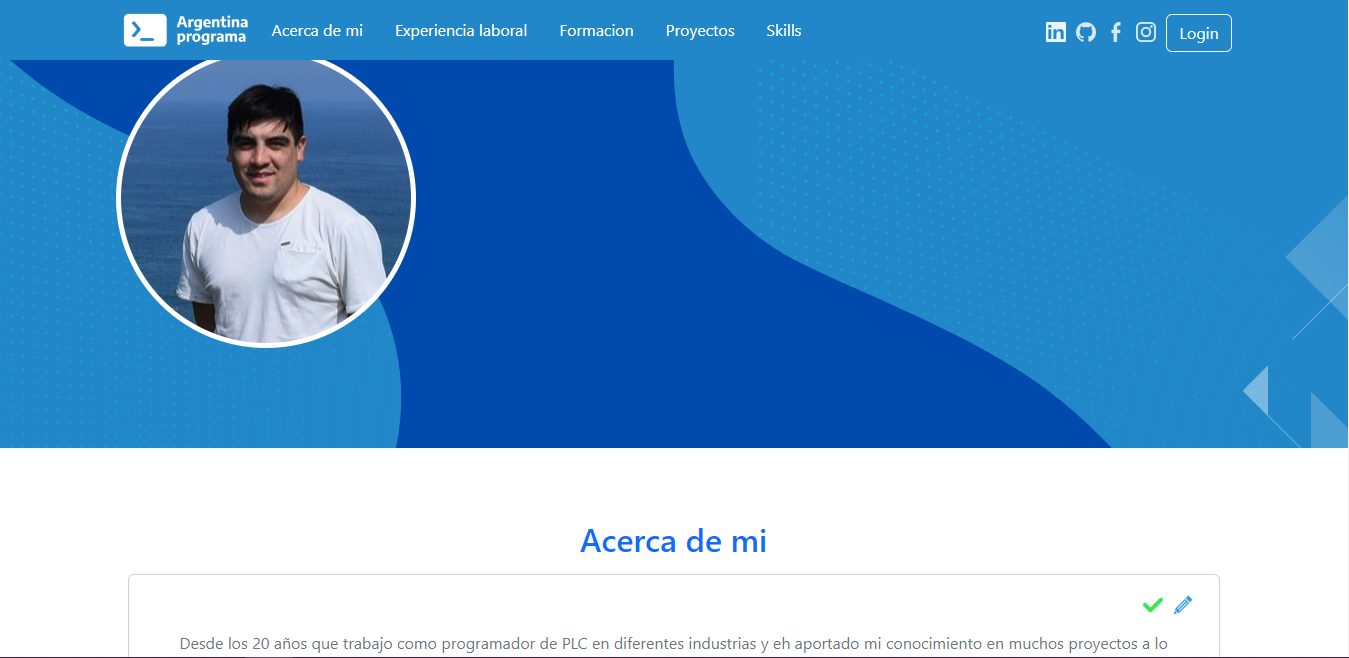 Argentina
programa
Acerca de mi
Experiencia laboral
Formacion
Proyectos
Skills
in
Login
Acerca de mi
Desde los 20 años que trabajo como programador de PLC en diferentes industrias y eh aportado mi conocimiento en muchos proyectos a lo